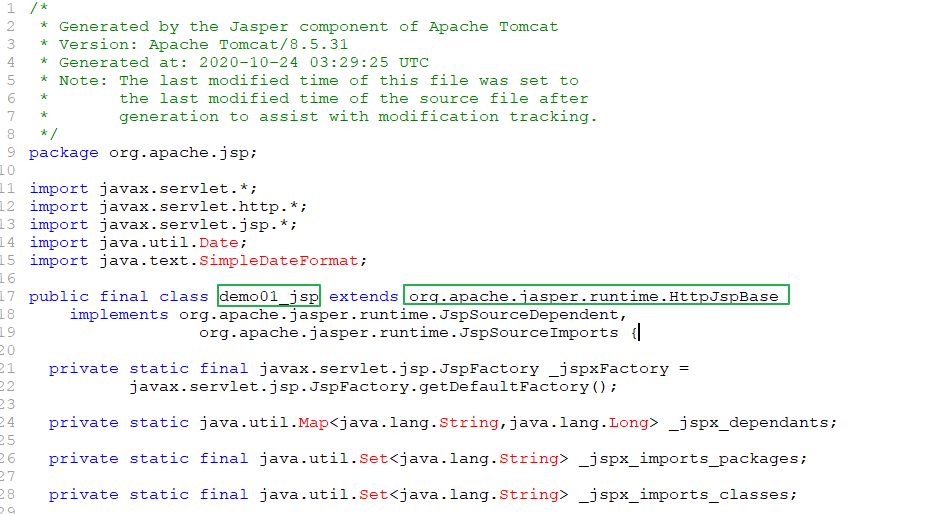 1 /*
2  * Generated by the Jasper component of Apache Tomcat
3  * Version: Apache Tomcat/8.5.31
4  * Generated at: 2020-10-24 03:29:25 UTC
5  * Note: The last modified time of this file was set to
6  *       the last modified time of the source file after
7  *       generation to assist with modification tracking.
8  */
9 package org.apache.jsp;
10
11 import javax.servlet.*;
12 import javax.servlet.http.*;
13 import javax.servlet.jsp.*;
14 import java.util.Date;
15 import java.text.SimpleDateFormat;
16
17 public final class demo01_jsp extends org.apache.jasper.runtime.HttpJspBase
18     implements org.apache.jasper.runtime.JspSourceDependent,
19                  org.apache.jasper.runtime.JspSourceImports {
20
21   private static final javax.servlet.jsp.JspFactory _jspxFactory =
22           javax.servlet.jsp.JspFactory.getDefaultFactory();
23
24   private static java.util.Map<java.lang.String,java.lang.Long> _jspx_dependants;
25
26   private static final java.util.Set<java.lang.String> _jspx_imports_packages;
27
28   private static final java.util.Set<java.lang.String> _jspx_imports_classes;
29